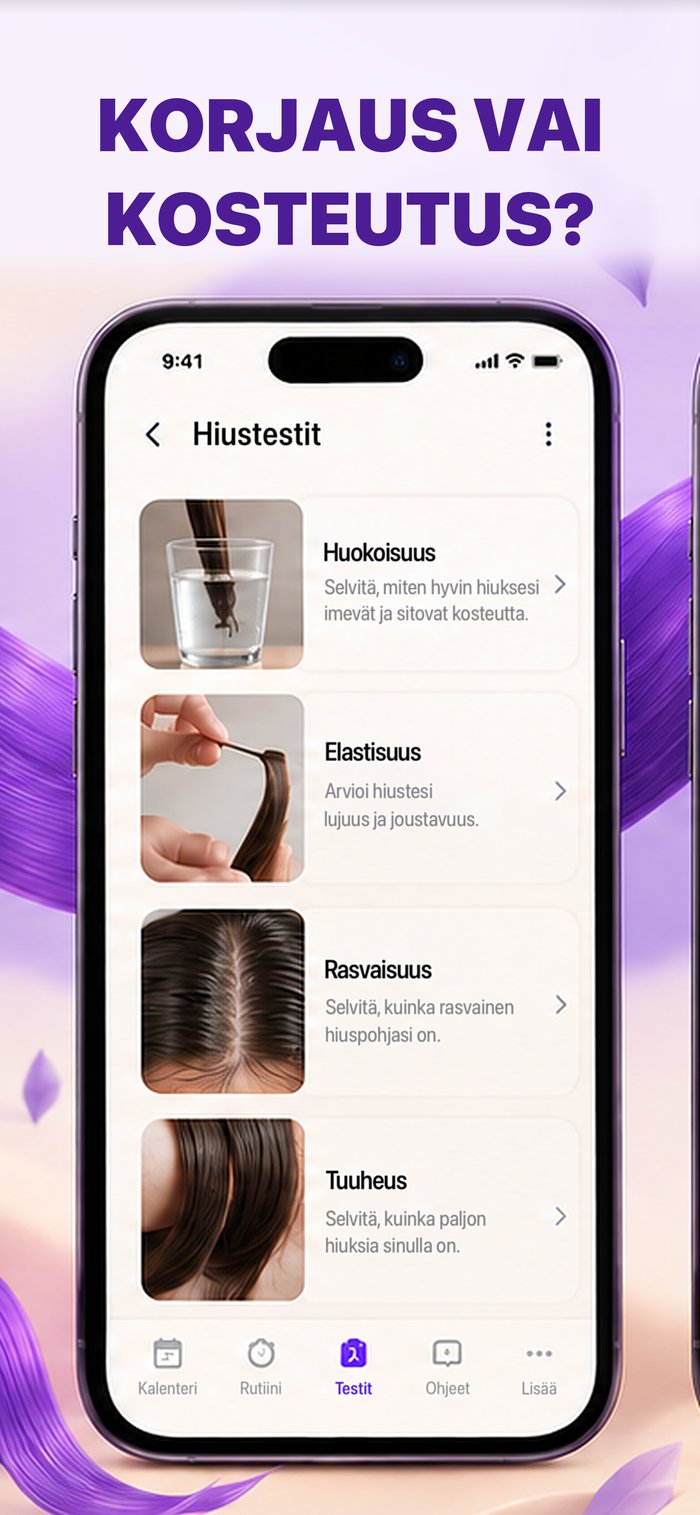 KORJAUS VAI
KOSTEUTUS?
9:41
Hiustestit
Huokoisuus
Selvitä, miten hyvin hiuksesi
imevät ja sitovat kosteutta.
Elastisuus
Arvioi hiustesi
lujuus ja joustavuus.
Rasvaisuus
Selvitä, kuinka rasvainen
hiuspohjasi on.
Tuuheus
Selvitä, kuinka paljon
hiuksia sinulla on.
Kalenteri Rutiini Testit Ohjeet Lisää